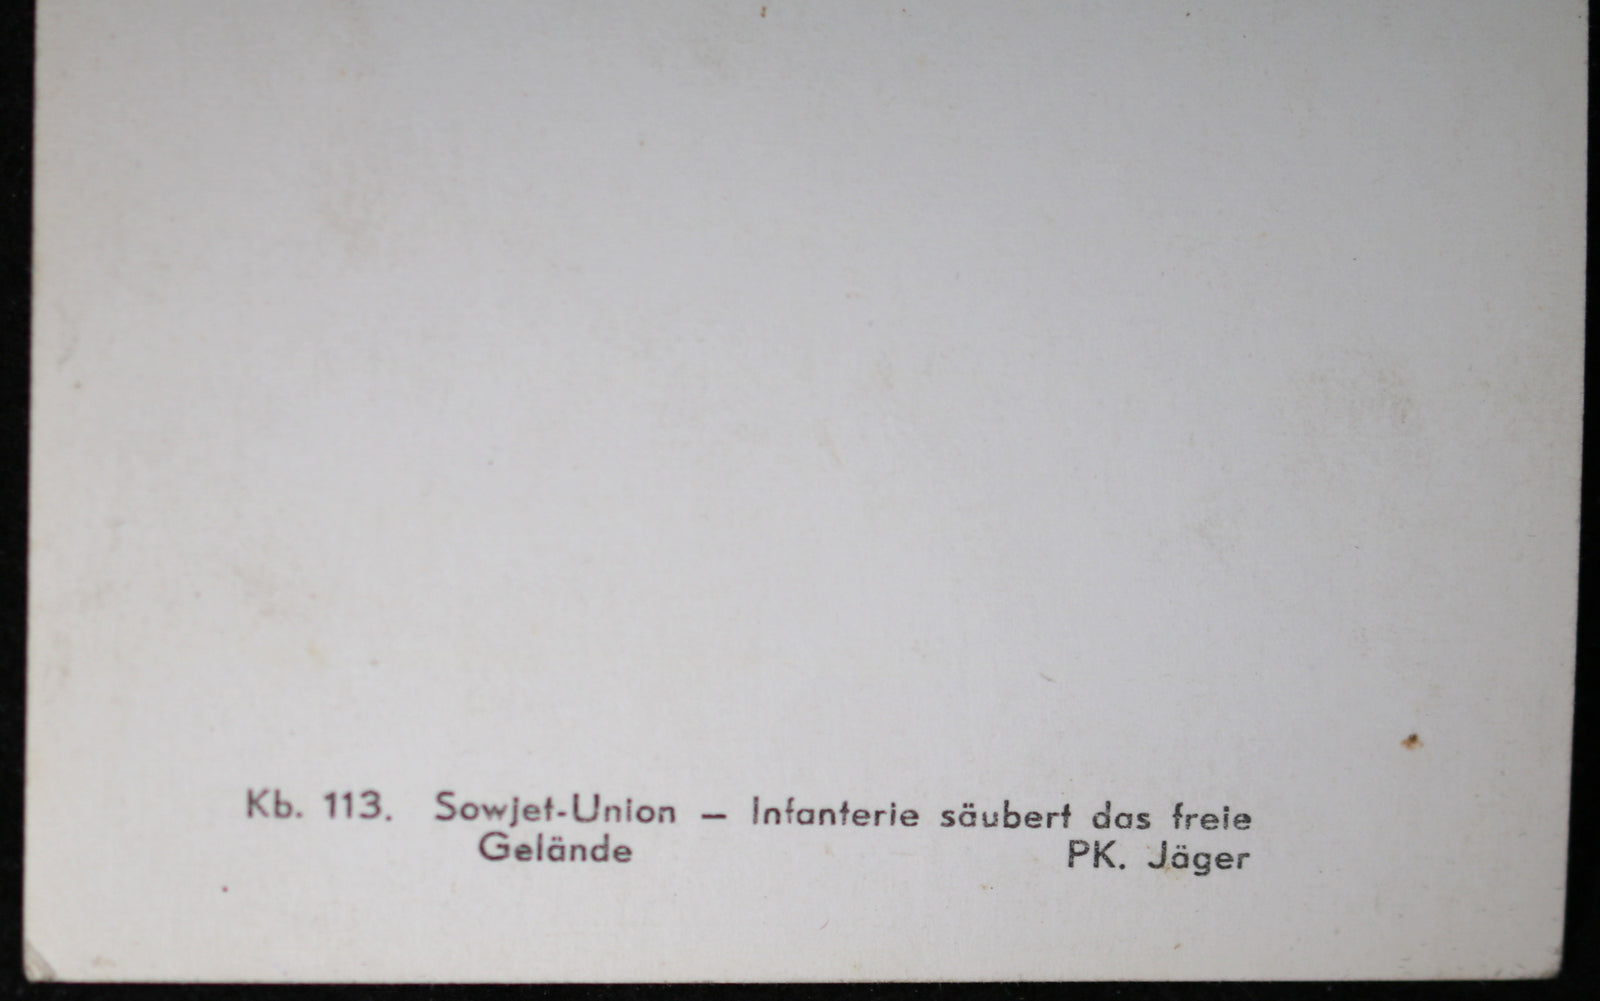 Kb. 113. Sowjet-Union — Infanterie säubert das freie
Gelände PK. Jäger